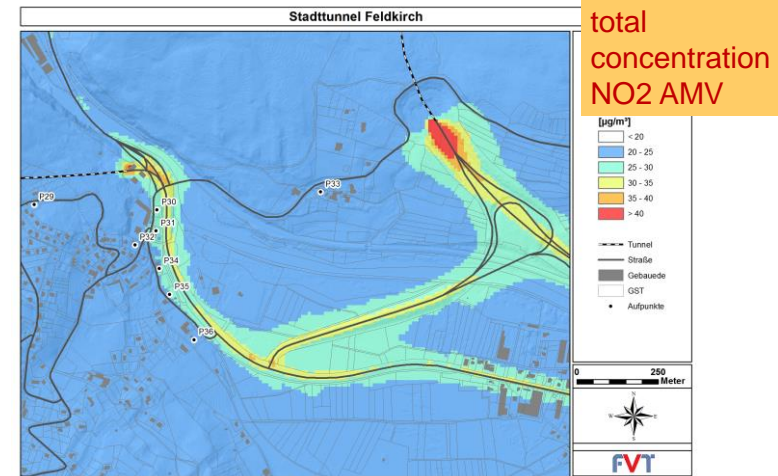 Stadttunnel Feldkirch
total
concentration
NO2 AMV
[µg/m³]
< 20
20 - 25
25 - 30
30 - 35
35 - 40
> 40
Tunnel
Straße
Gebaeude
GST
Aufpunkte
P29
P30
P31
P32
P33
P34
P35
P36
0 250
Meter
N
W E
S
FVT